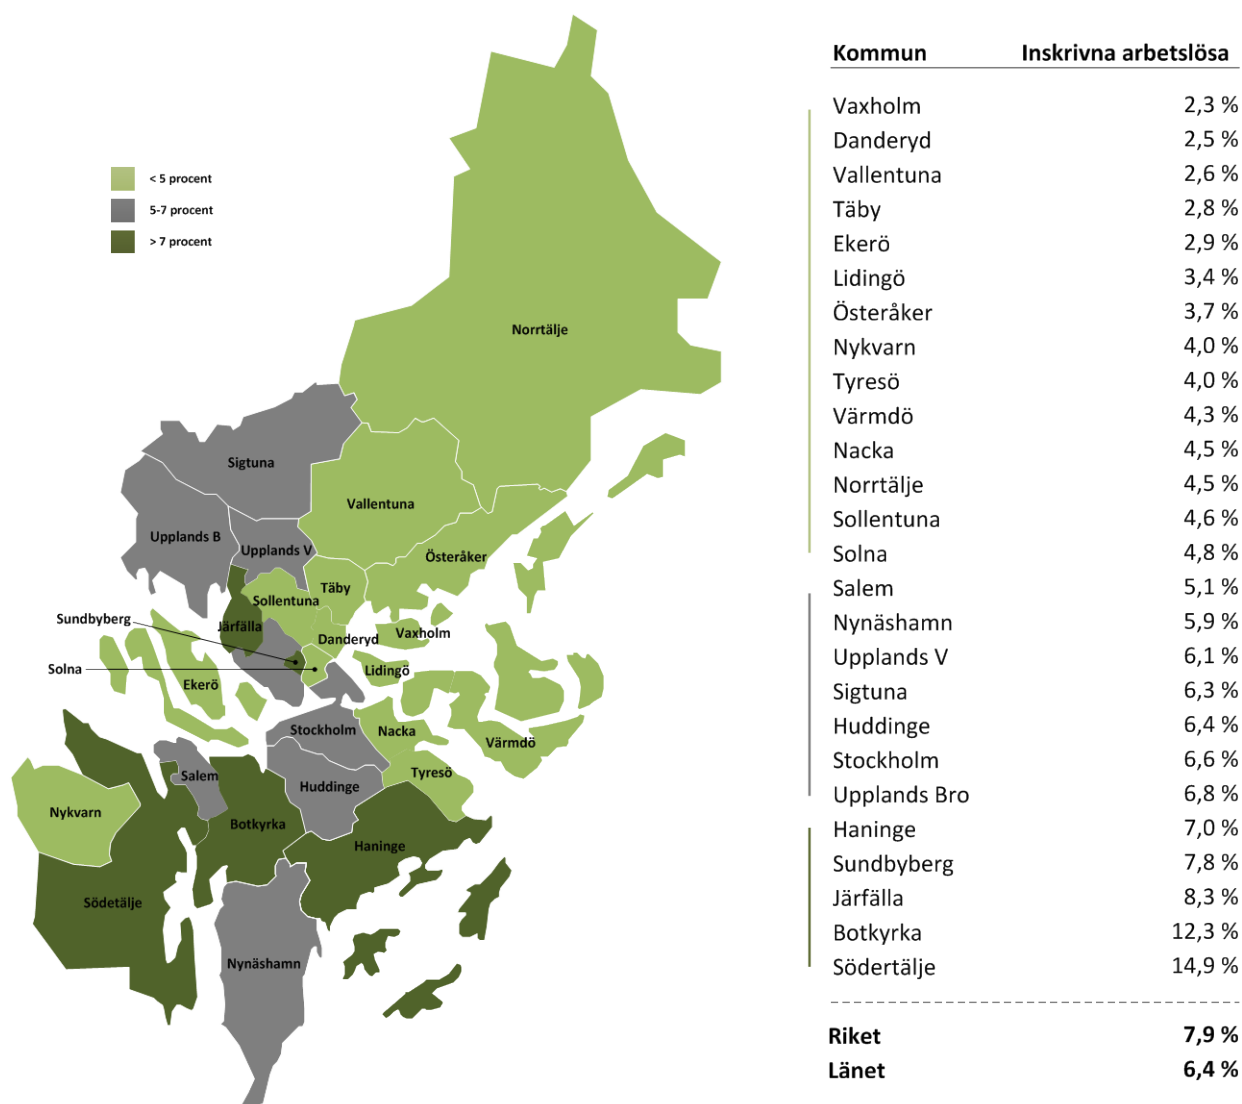 < 5 procent
5-7 procent
> 7 procent
Norrtälje
Sigtuna
Vallentuna
Upplands B
Upplands V
Österåker
Täby
Sollentuna
Sundbyberg
Järfälla
Danderyd
Vaxholm
Solna
Lidingö
Ekerö
Stockholm
Nacka
Värmdö
Salem
Huddinge
Tyresö
Nykvarn
Botkyrka
Haninge
Södetälje
Nynäshamn
Kommun Inskrivna arbetslösa
Vaxholm 2,3 %
Danderyd 2,5 %
Vallentuna 2,6 %
Täby 2,8 %
Ekerö 2,9 %
Lidingö 3,4 %
Österåker 3,7 %
Nykvarn 4,0 %
Tyresö 4,0 %
Värmdö 4,3 %
Nacka 4,5 %
Norrtälje 4,5 %
Sollentuna 4,6 %
Solna 4,8 %
Salem 5,1 %
Nynäshamn 5,9 %
Upplands V 6,1 %
Sigtuna 6,3 %
Huddinge 6,4 %
Stockholm 6,6 %
Upplands Bro 6,8 %
Haninge 7,0 %
Sundbyberg 7,8 %
Järfälla 8,3 %
Botkyrka 12,3 %
Södertälje 14,9 %
Riket 7,9 %
Länet 6,4 %